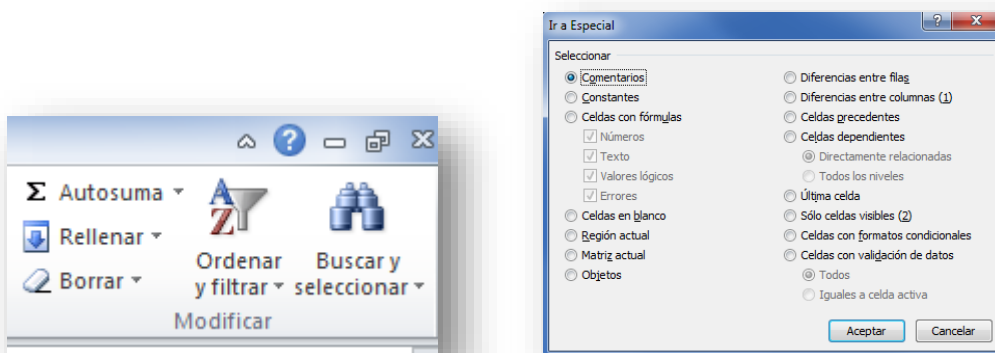 Σ Autosuma
Rellenar
Borrar
A
Z
Ordenar
y filtrar
Buscar y
seleccionar
Modificar
Ir a Especial
Seleccionar
Comentarios
Constantes
Celdas con fórmulas
Números
Texto
Valores lógicos
Errores
Celdas en blanco
Región actual
Matriz actual
Objetos
Diferencias entre filas
Diferencias entre columnas (1)
Celdas precedentes
Celdas dependientes
Directamente relacionadas
Todos los niveles
Última celda
Sólo celdas visibles (2)
Celdas con formatos condicionales
Celdas con validación de datos
Todos
Iguales a celda activa
Aceptar
Cancelar